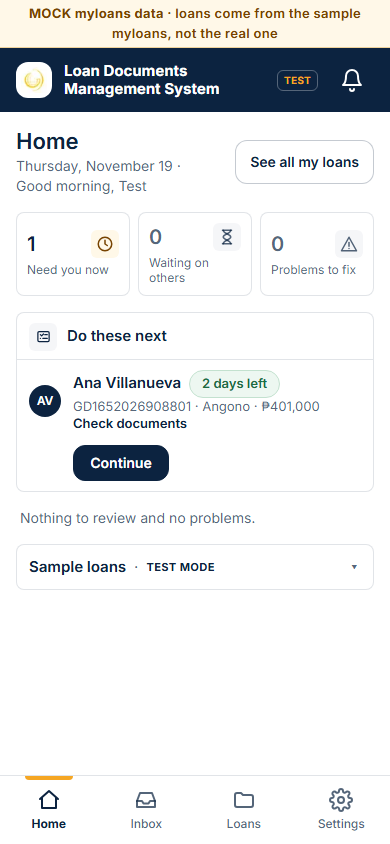 MOCK myloans data · loans come from the sample
myloans, not the real one
Loan Documents
Management System
TEST
Home
Thursday, November 19 ·
Good morning, Test
See all my loans
1
Need you now
0
Waiting on
others
0
Problems to fix
Do these next
AV
Ana Villanueva
2 days left
GD1652026908801 · Angono · ₱401,000
Check documents
Continue
Nothing to review and no problems.
Sample loans · TEST MODE
Home
Inbox
Loans
Settings